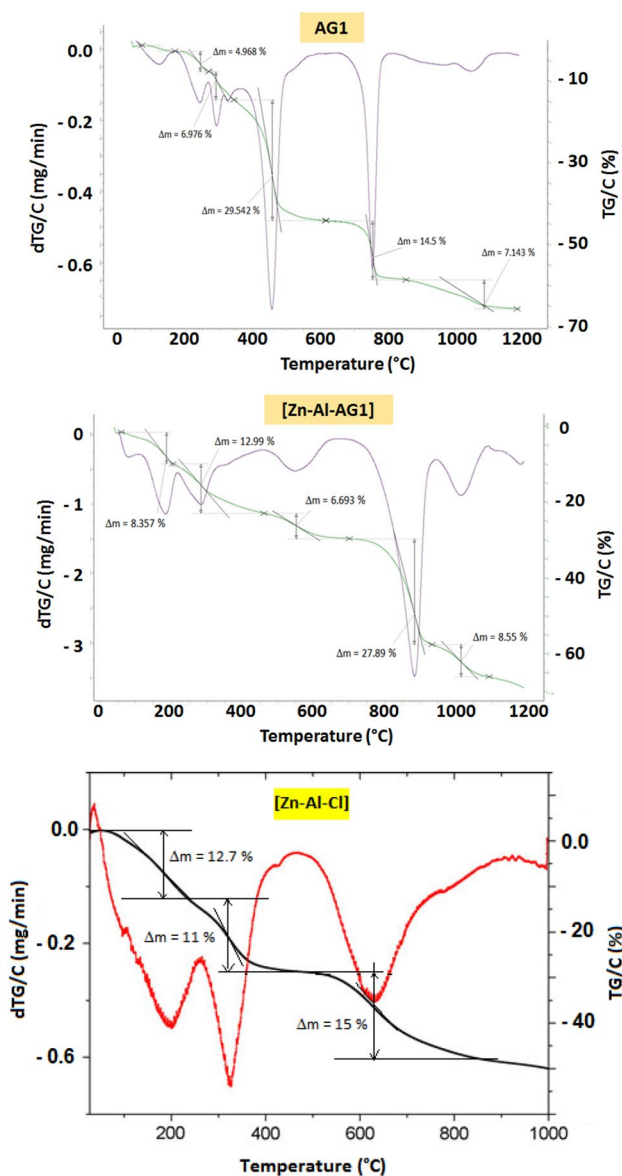 AG1
0.0
- 0.2
- 0.4
- 0.6
dTG/C (mg/min)
Δm = 4.968 %
Δm = 6.976 %
Δm = 29.542 %
Δm = 14.5 %
Δm = 7.143 %
- 10
- 30
- 50
- 70
TG/C (%)
0 200 400 600 800 1000 1200
Temperature (°C)
[Zn-Al-AG1]
0
- 1
- 2
- 3
dTG/C (mg/min)
Δm = 12.99 %
Δm = 8.357 %
Δm = 6.693 %
Δm = 27.89 %
Δm = 8.55 %
0
- 20
- 40
- 60
TG/C (%)
0 200 400 600 800 1000 1200
Temperature (°C)
[Zn-Al-Cl]
0.0
- 0.2
- 0.6
dTG/C (mg/min)
Δm = 12.7 %
Δm = 11 %
Δm = 15 %
0.0
- 20
- 40
TG/C (%)
200 400 600 800 1000
Temperature (°C)